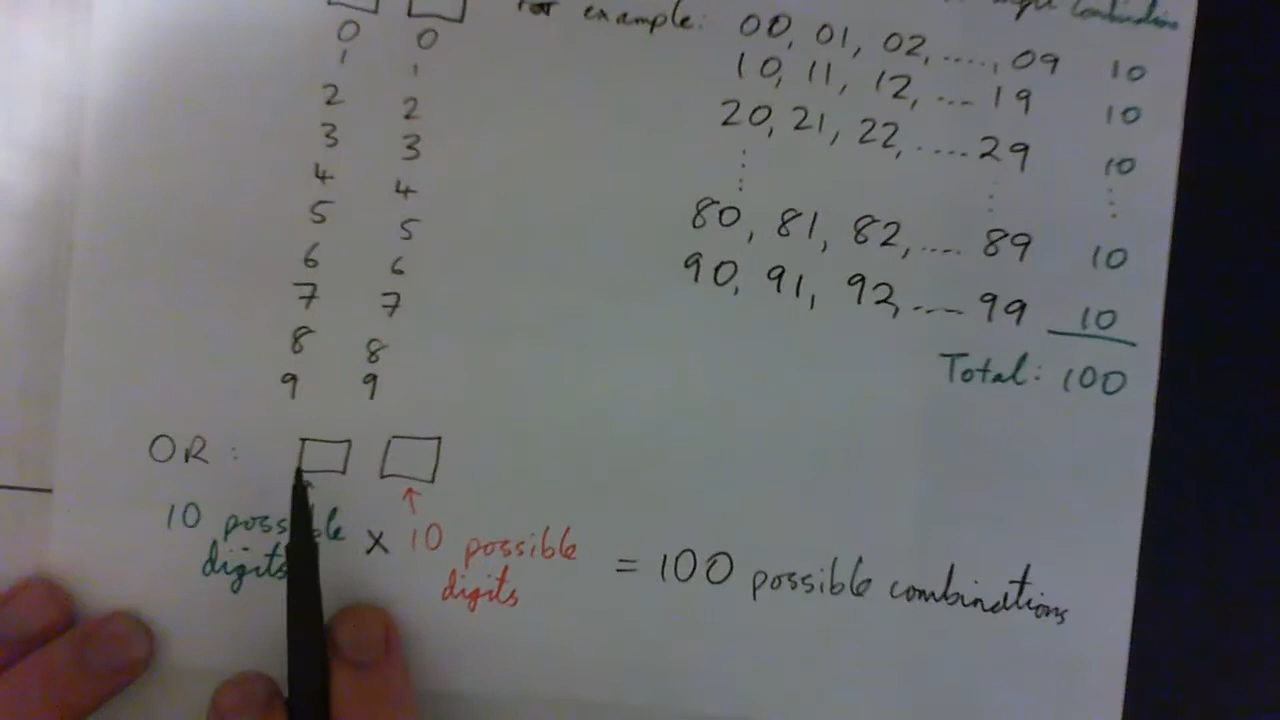 For example: 00, 01, 02, ....., 09 10
10, 11, 12, .... 19 10
20, 21, 22, ..... 29 10
80, 81, 82, .... 89 10
90, 91, 92, .... 99 10
Total: 100
0 0
1 1
2 2
3 3
4 4
5 5
6 6
7 7
8 8
9 9
OR:
10 possible digits × 10 possible digits = 100 possible combinations